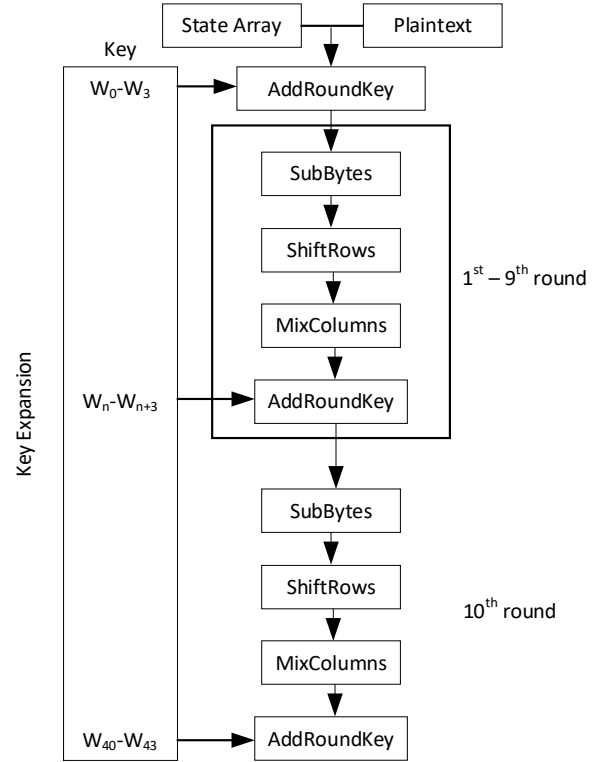 State Array
Plaintext
Key
W₀-W₃
AddRoundKey
SubBytes
ShiftRows
1ˢᵗ – 9ᵗʰ round
MixColumns
Wₙ-Wₙ₊₃
AddRoundKey
Key Expansion
SubBytes
ShiftRows
10ᵗʰ round
MixColumns
W₄₀-W₄₃
AddRoundKey